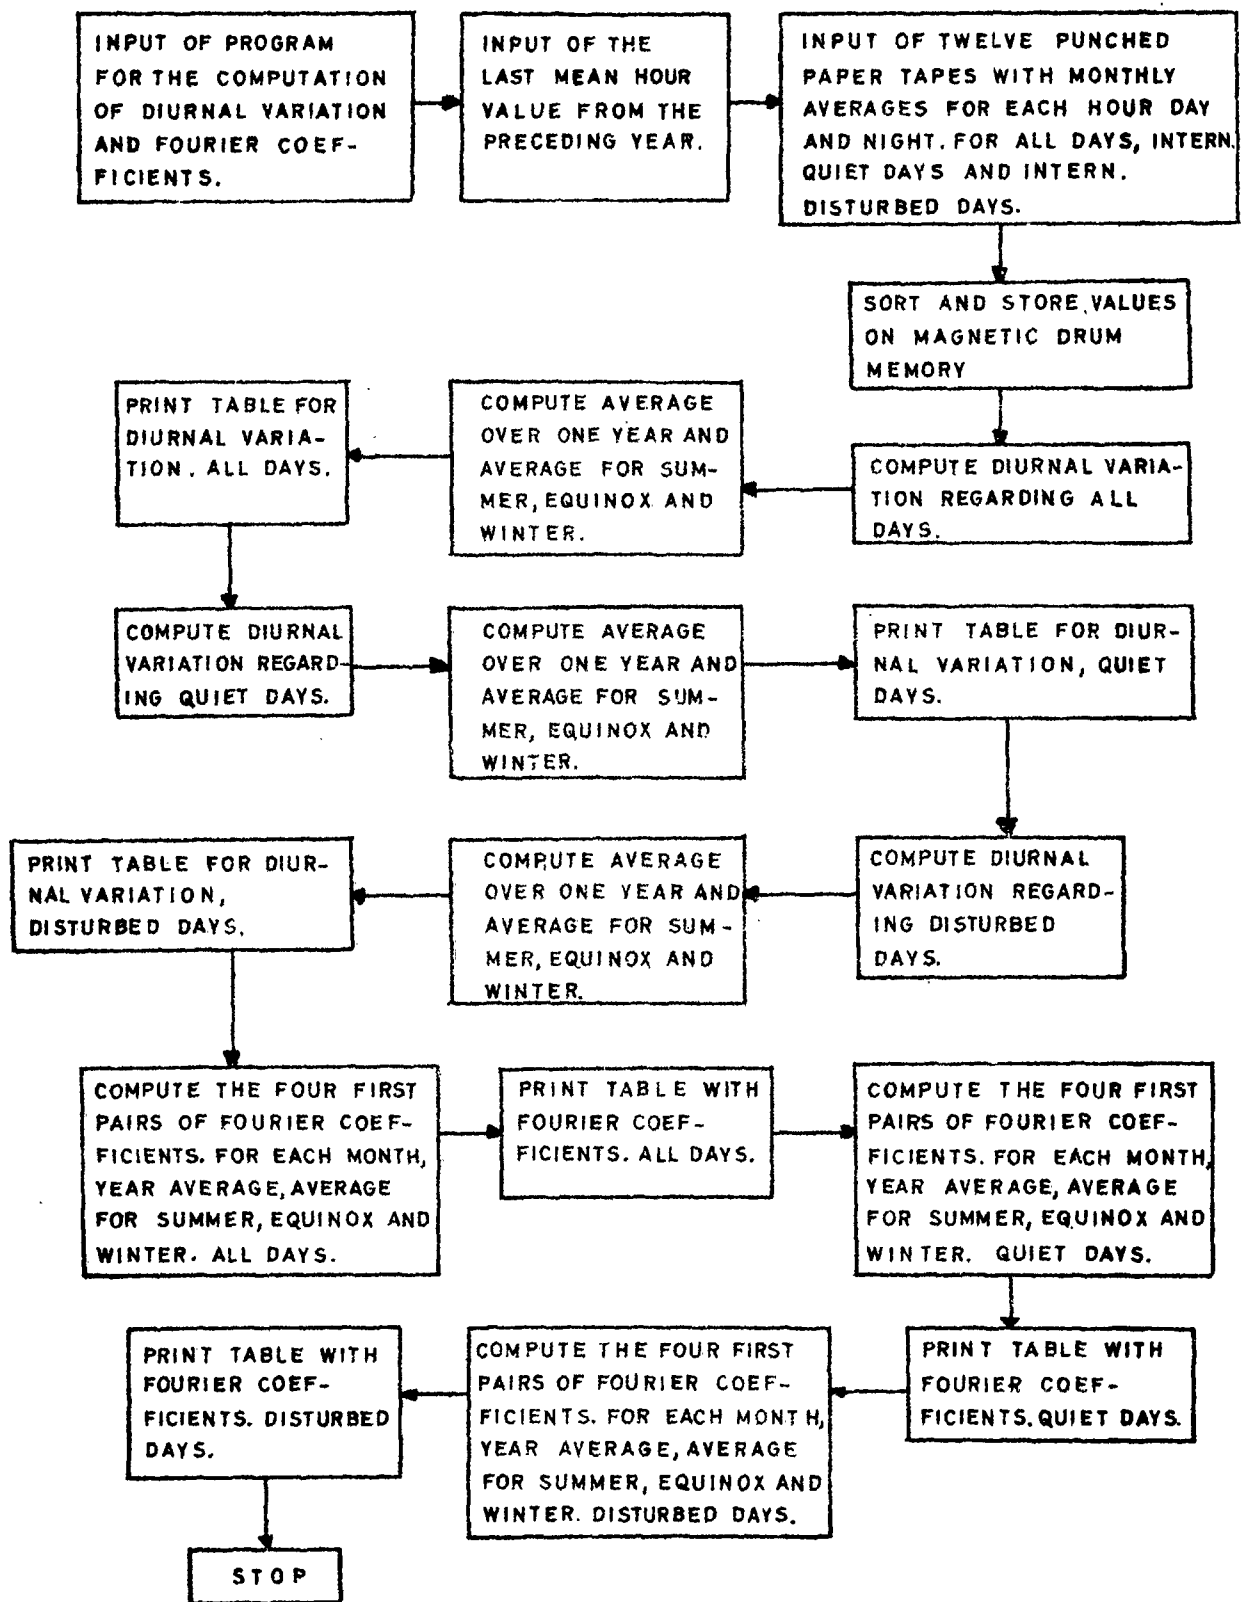 INPUT OF PROGRAM
FOR THE COMPUTATION
OF DIURNAL VARIATION
AND FOURIER COEF-
FICIENTS.
INPUT OF THE
LAST MEAN HOUR
VALUE FROM THE
PRECEDING YEAR.
INPUT OF TWELVE PUNCHED
PAPER TAPES WITH MONTHLY
AVERAGES FOR EACH HOUR DAY
AND NIGHT. FOR ALL DAYS, INTERN.
QUIET DAYS AND INTERN.
DISTURBED DAYS.
SORT AND STORE VALUES
ON MAGNETIC DRUM
MEMORY
COMPUTE DIURNAL VARIA-
TION REGARDING ALL
DAYS.
COMPUTE AVERAGE
OVER ONE YEAR AND
AVERAGE FOR SUM-
MER, EQUINOX AND
WINTER.
PRINT TABLE FOR
DIURNAL VARIA-
TION. ALL DAYS.
COMPUTE DIURNAL
VARIATION REGARD-
ING QUIET DAYS.
COMPUTE AVERAGE
OVER ONE YEAR AND
AVERAGE FOR SUM-
MER, EQUINOX AND
WINTER.
PRINT TABLE FOR DIUR-
NAL VARIATION, QUIET
DAYS.
COMPUTE DIURNAL
VARIATION REGARD-
ING DISTURBED
DAYS.
COMPUTE AVERAGE
OVER ONE YEAR AND
AVERAGE FOR SUM-
MER, EQUINOX AND
WINTER.
PRINT TABLE FOR DIUR-
NAL VARIATION,
DISTURBED DAYS.
COMPUTE THE FOUR FIRST
PAIRS OF FOURIER COEF-
FICIENTS. FOR EACH MONTH,
YEAR AVERAGE, AVERAGE
FOR SUMMER, EQUINOX AND
WINTER. ALL DAYS.
PRINT TABLE WITH
FOURIER COEF-
FICIENTS. ALL DAYS.
COMPUTE THE FOUR FIRST
PAIRS OF FOURIER COEF-
FICIENTS. FOR EACH MONTH,
YEAR AVERAGE, AVERAGE
FOR SUMMER, EQUINOX AND
WINTER. QUIET DAYS.
PRINT TABLE WITH
FOURIER COEF-
FICIENTS. QUIET DAYS.
COMPUTE THE FOUR FIRST
PAIRS OF FOURIER COEF-
FICIENTS. FOR EACH MONTH,
YEAR AVERAGE, AVERAGE
FOR SUMMER, EQUINOX AND
WINTER. DISTURBED DAYS.
PRINT TABLE WITH
FOURIER COEF-
FICIENTS. DISTURBED
DAYS.
STOP